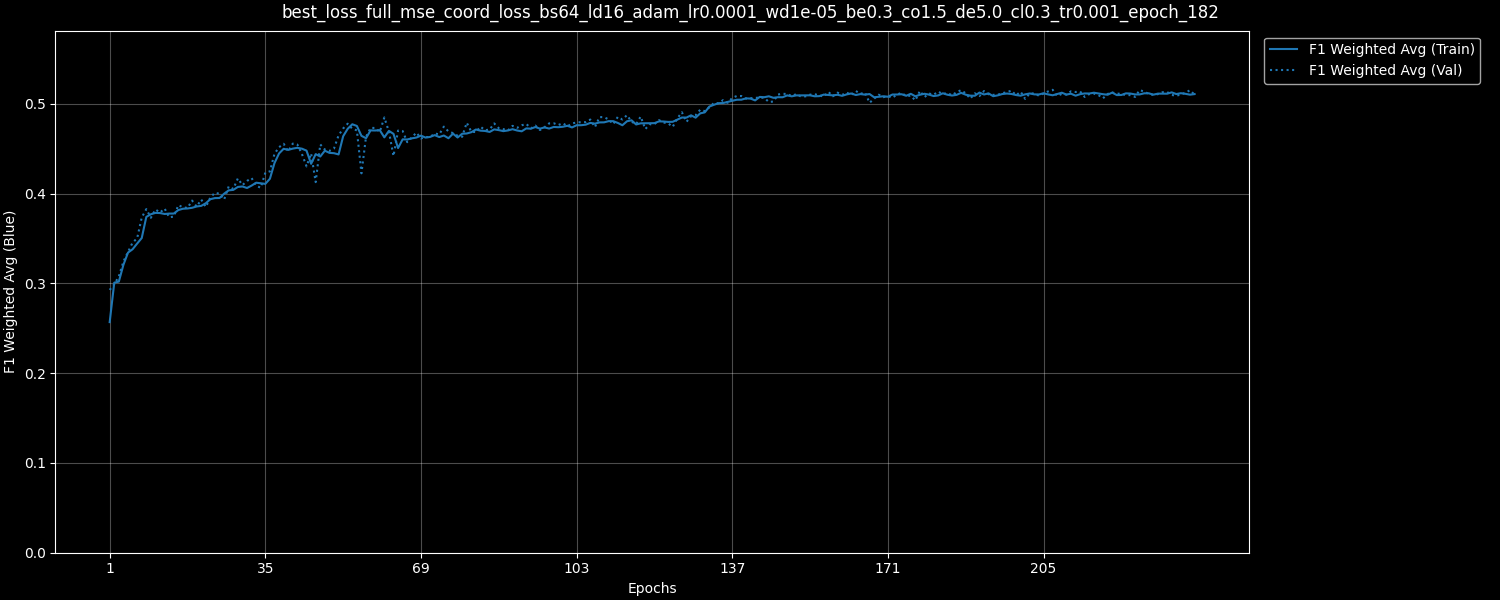 best_loss_full_mse_coord_loss_bs64_ld16_adam_lr0.0001_wd1e-05_be0.3_co1.5_de5.0_cl0.3_tr0.001_epoch_182
F1 Weighted Avg (Train)
F1 Weighted Avg (Val)
F1 Weighted Avg (Blue)
0.5
0.4
0.3
0.2
0.1
0.0
1 35 69 103 137 171 205
Epochs